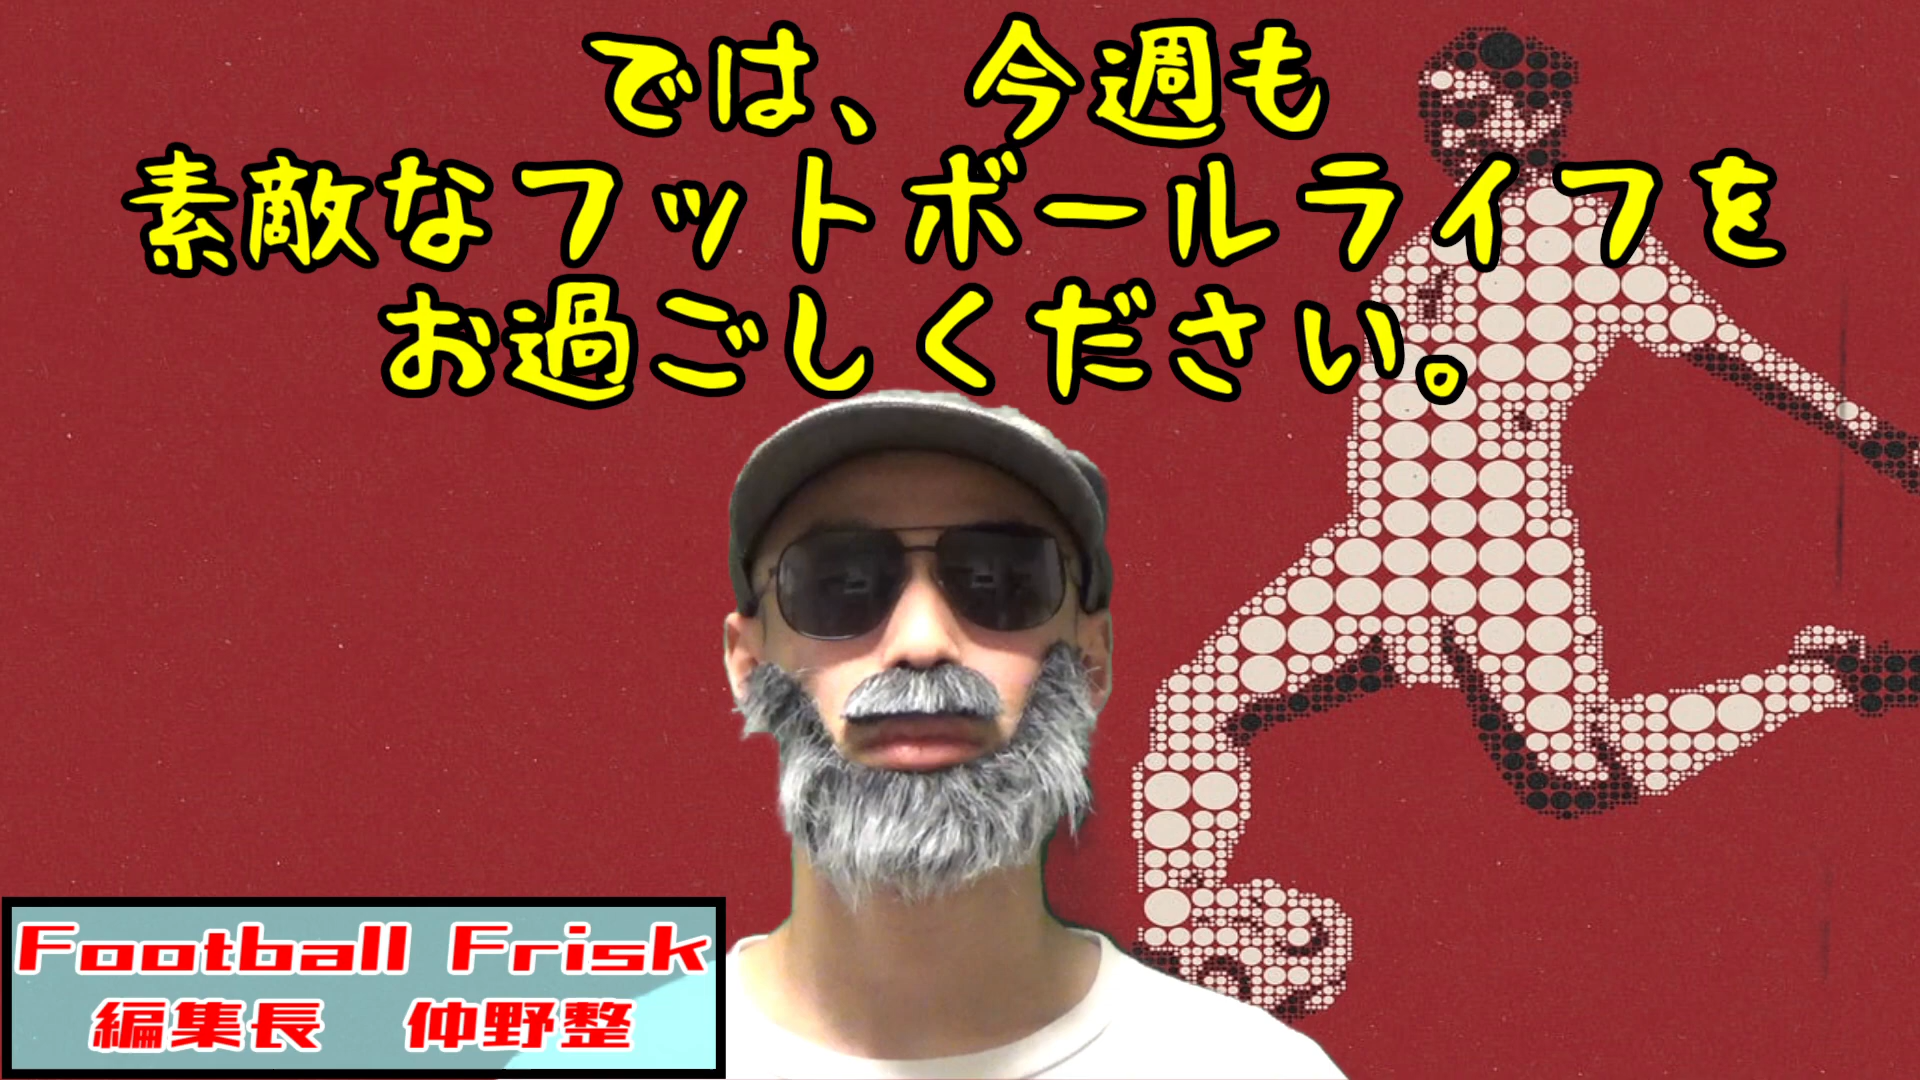 では、今週も
素敵なフットボールライフを
お過ごしください。
Football Frisk
編集長　仲野整